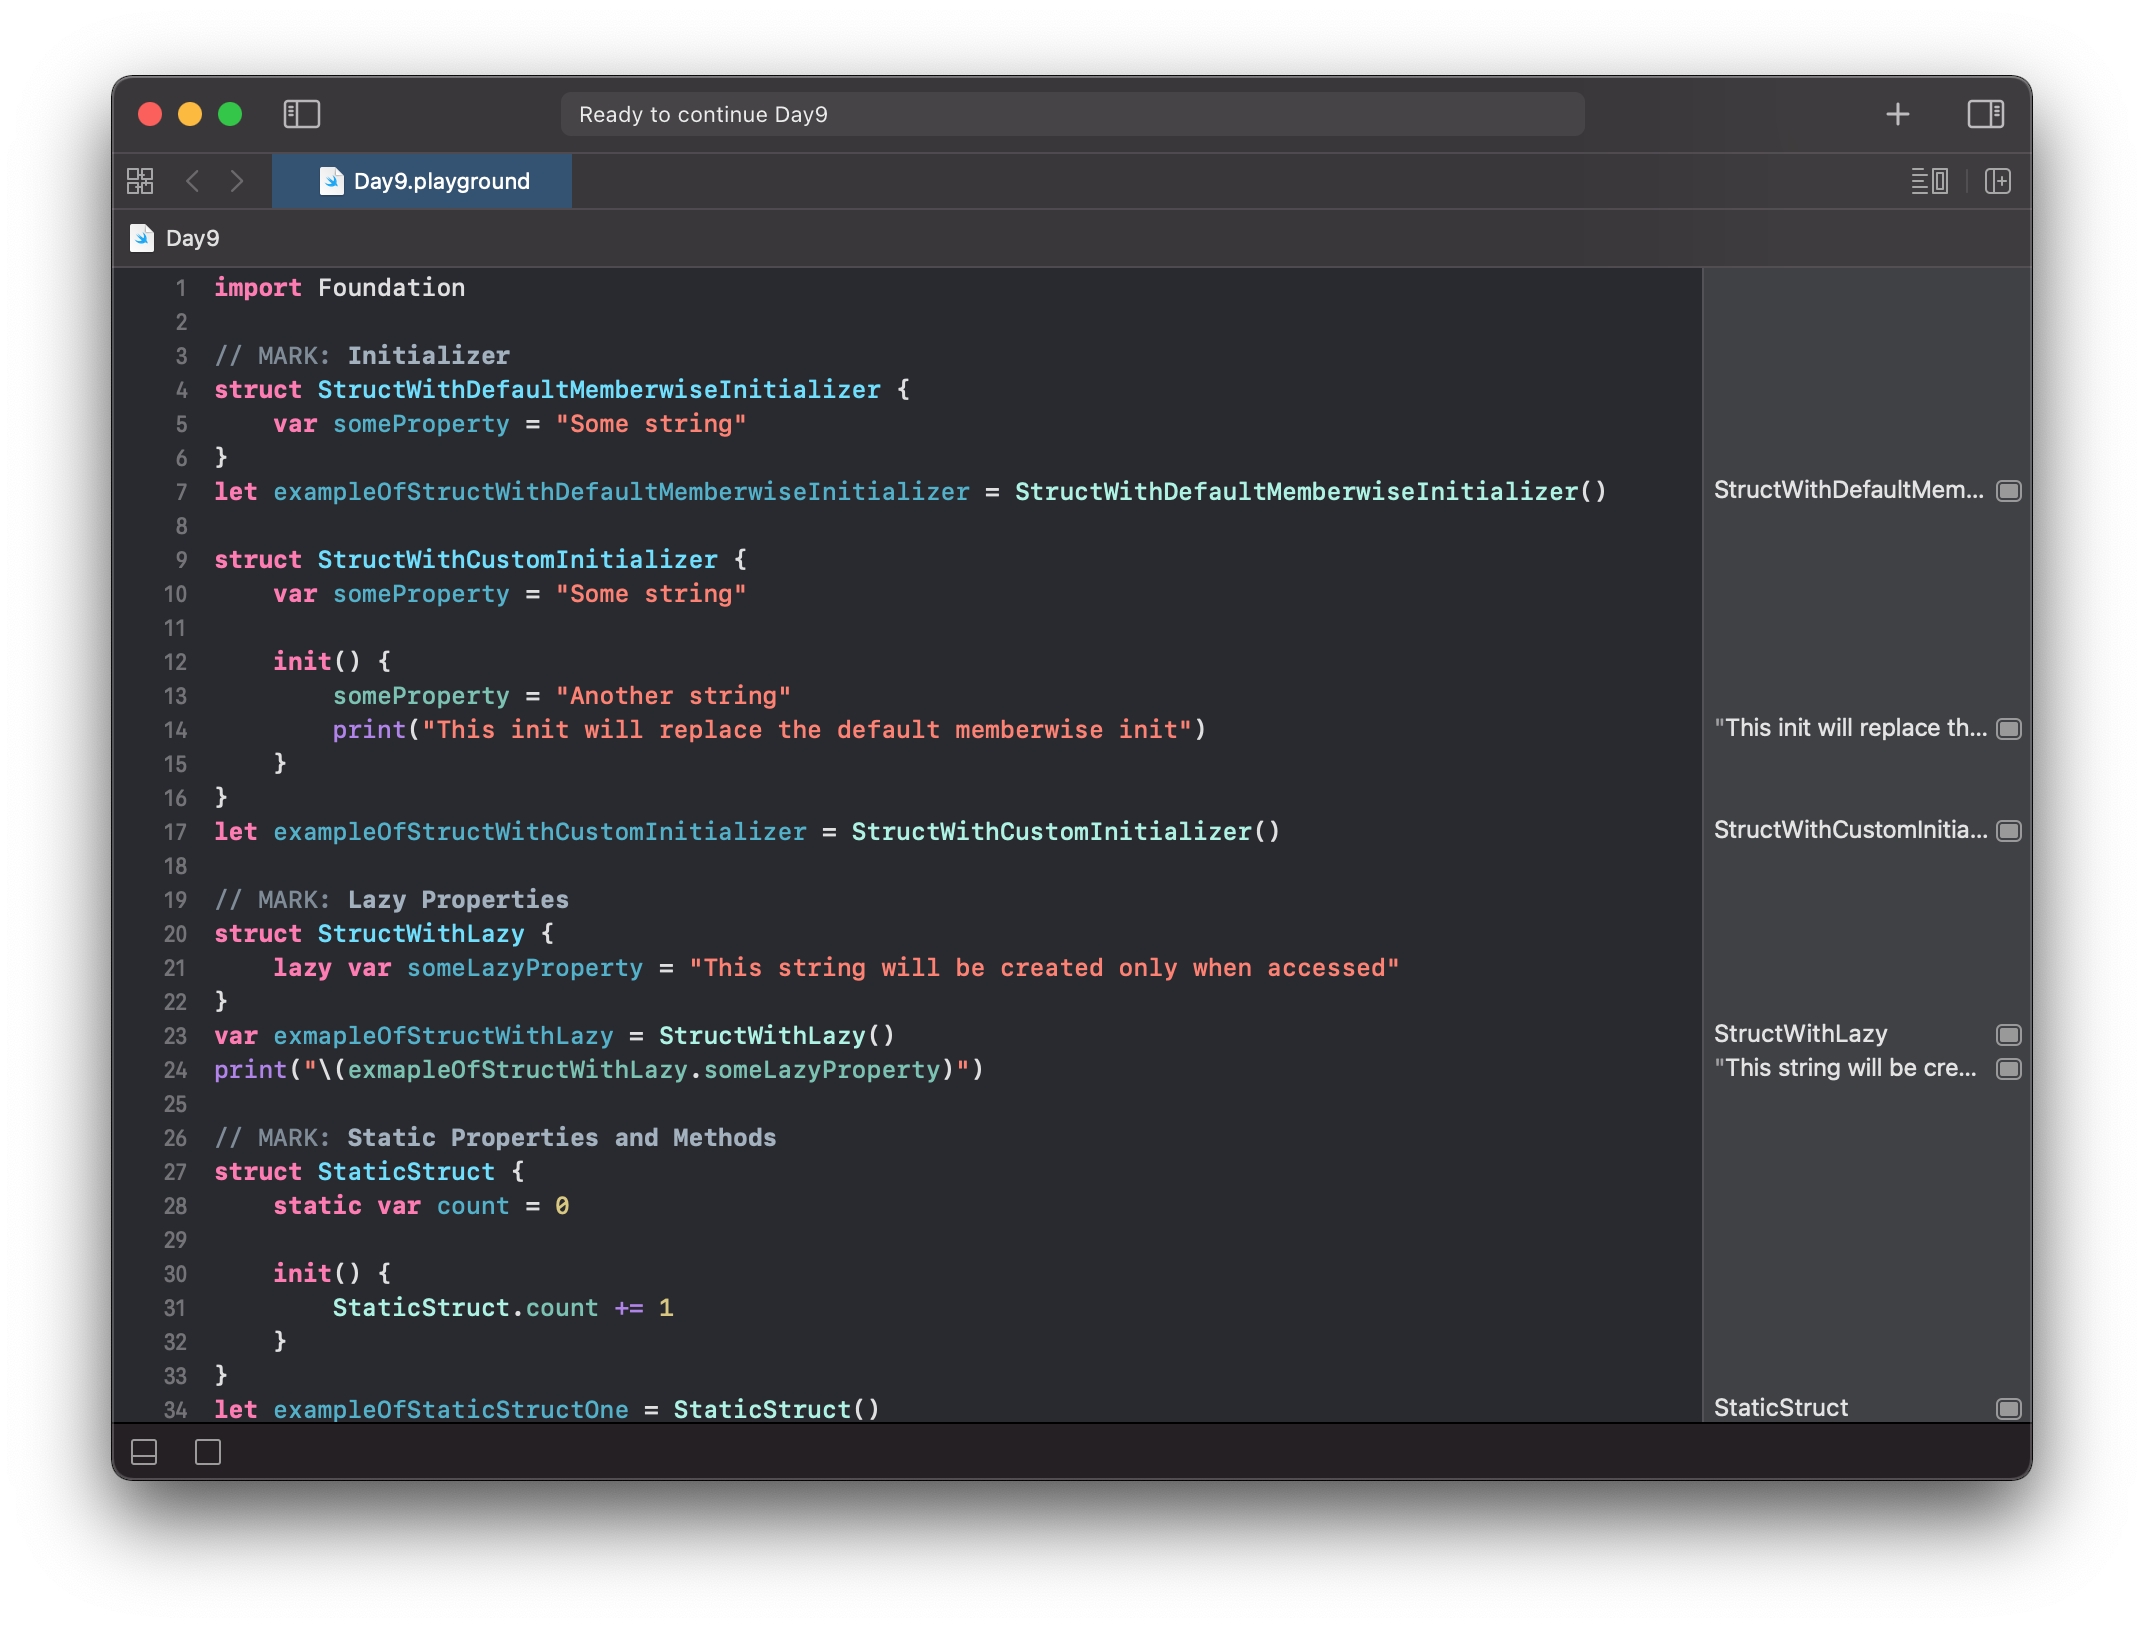 Ready to continue Day9
Day9.playground
Day9
1 import Foundation
2
3 // MARK: Initializer
4 struct StructWithDefaultMemberwiseInitializer {
5     var someProperty = "Some string"
6 }
7 let exampleOfStructWithDefaultMemberwiseInitializer = StructWithDefaultMemberwiseInitializer() StructWithDefaultMem...
8
9 struct StructWithCustomInitializer {
10     var someProperty = "Some string"
11
12     init() {
13         someProperty = "Another string"
14         print("This init will replace the default memberwise init") "This init will replace th...
15     }
16 }
17 let exampleOfStructWithCustomInitializer = StructWithCustomInitializer() StructWithCustomInitia...
18
19 // MARK: Lazy Properties
20 struct StructWithLazy {
21     lazy var someLazyProperty = "This string will be created only when accessed"
22 }
23 var exmapleOfStructWithLazy = StructWithLazy() StructWithLazy
24 print("\(exmapleOfStructWithLazy.someLazyProperty)") "This string will be cre...
25
26 // MARK: Static Properties and Methods
27 struct StaticStruct {
28     static var count = 0
29
30     init() {
31         StaticStruct.count += 1
32     }
33 }
34 let exampleOfStaticStructOne = StaticStruct() StaticStruct